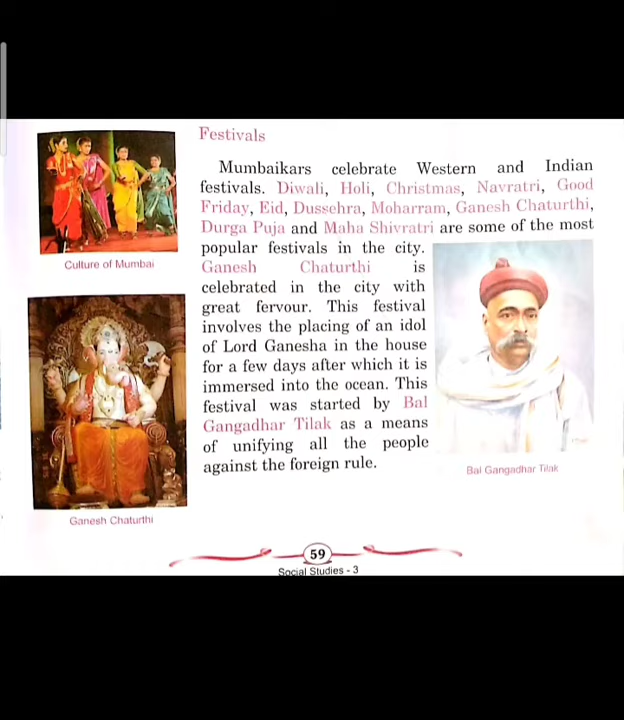 Festivals
Mumbaikars celebrate Western and Indian
festivals. Diwali, Holi, Christmas, Navratri, Good
Friday, Eid, Dussehra, Moharram, Ganesh Chaturthi,
Durga Puja and Maha Shivratri are some of the most
popular festivals in the city.
Ganesh Chaturthi is
celebrated in the city with
great fervour. This festival
involves the placing of an idol
of Lord Ganesha in the house
for a few days after which it is
immersed into the ocean. This
festival was started by Bal
Gangadhar Tilak as a means
of unifying all the people
against the foreign rule.
Culture of Mumbai
Ganesh Chaturthi
Bal Gangadhar Tilak
59
Social Studies - 3